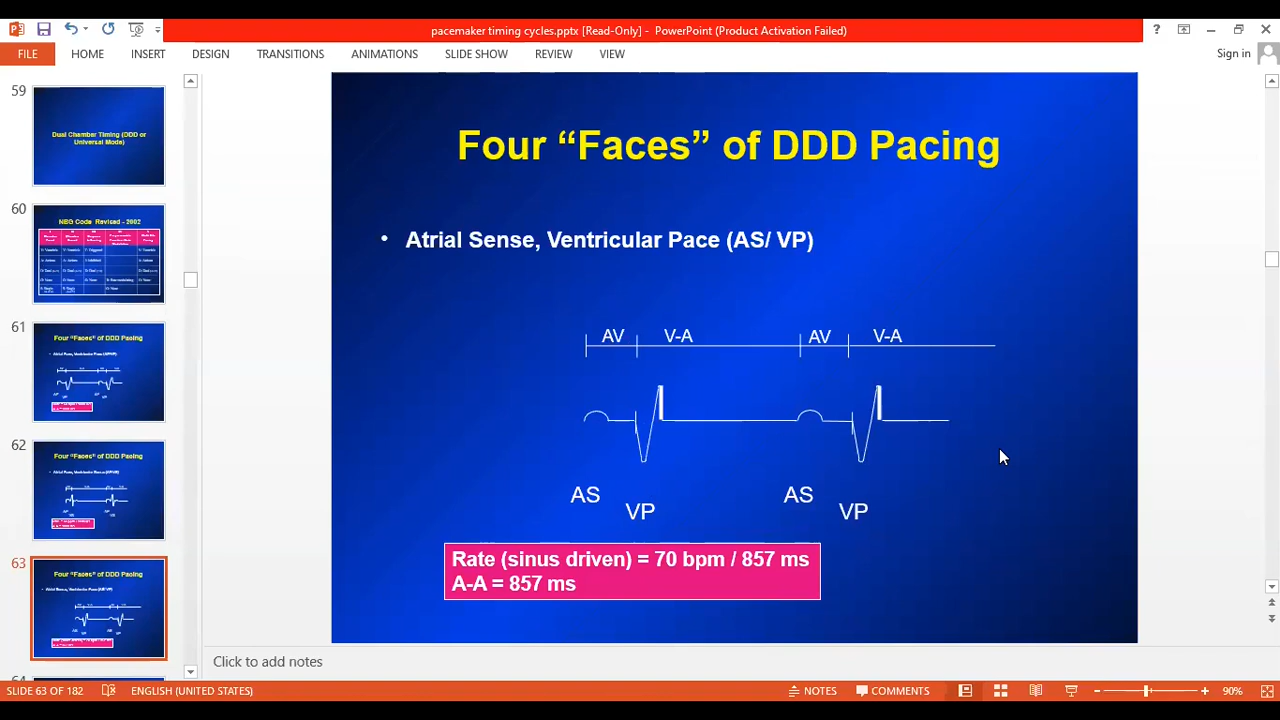 pacemaker timing cycles.pptx [Read-Only] - PowerPoint (Product Activation Failed)
FILE HOME INSERT DESIGN TRANSITIONS ANIMATIONS SLIDE SHOW REVIEW VIEW Sign in
59
Dual Chamber Timing (DDD or
Universal Mode)
60
NBG Code Revised - 2002
61
Four “Faces” of DDD Pacing
62
Four “Faces” of DDD Pacing
63
Four “Faces” of DDD Pacing
Four “Faces” of DDD Pacing
• Atrial Sense, Ventricular Pace (AS/ VP)
AV V-A AV V-A
AS AS
VP VP
Rate (sinus driven) = 70 bpm / 857 ms
A-A = 857 ms
Click to add notes
SLIDE 63 OF 182 ENGLISH (UNITED STATES) NOTES COMMENTS 90%